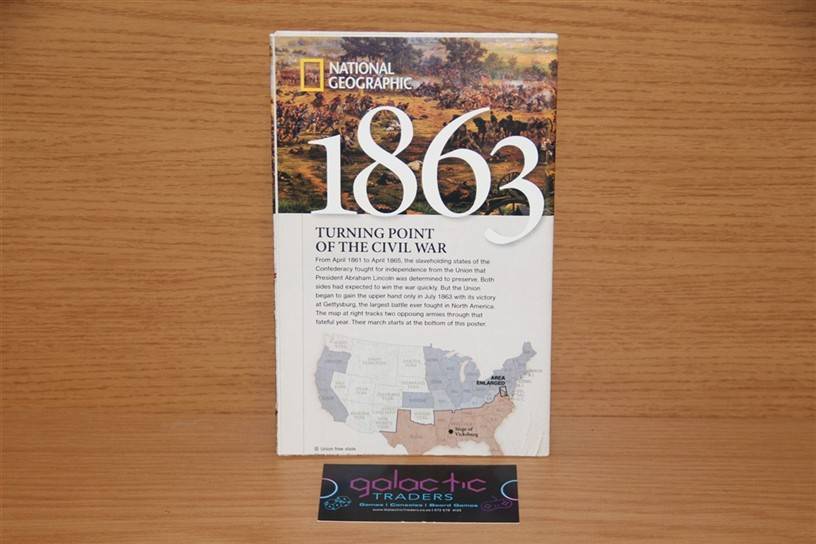 NATIONAL
GEOGRAPHIC
1863
TURNING POINT
OF THE CIVIL WAR
From April 1861 to April 1865, the slaveholding states of the
Confederacy fought for independence from the Union that
President Abraham Lincoln was determined to preserve. Both
sides had expected to win the war quickly. But the Union
began to gain the upper hand only in July 1863 with its victory
at Gettysburg, the largest battle ever fought in North America.
The map at right tracks two opposing armies through that
fateful year. Their march starts at the bottom of this poster.
AREA
ENLARGED
Siege of
Vicksburg
Union free state
galactic
TRADERS
Games | Consoles | Board Games